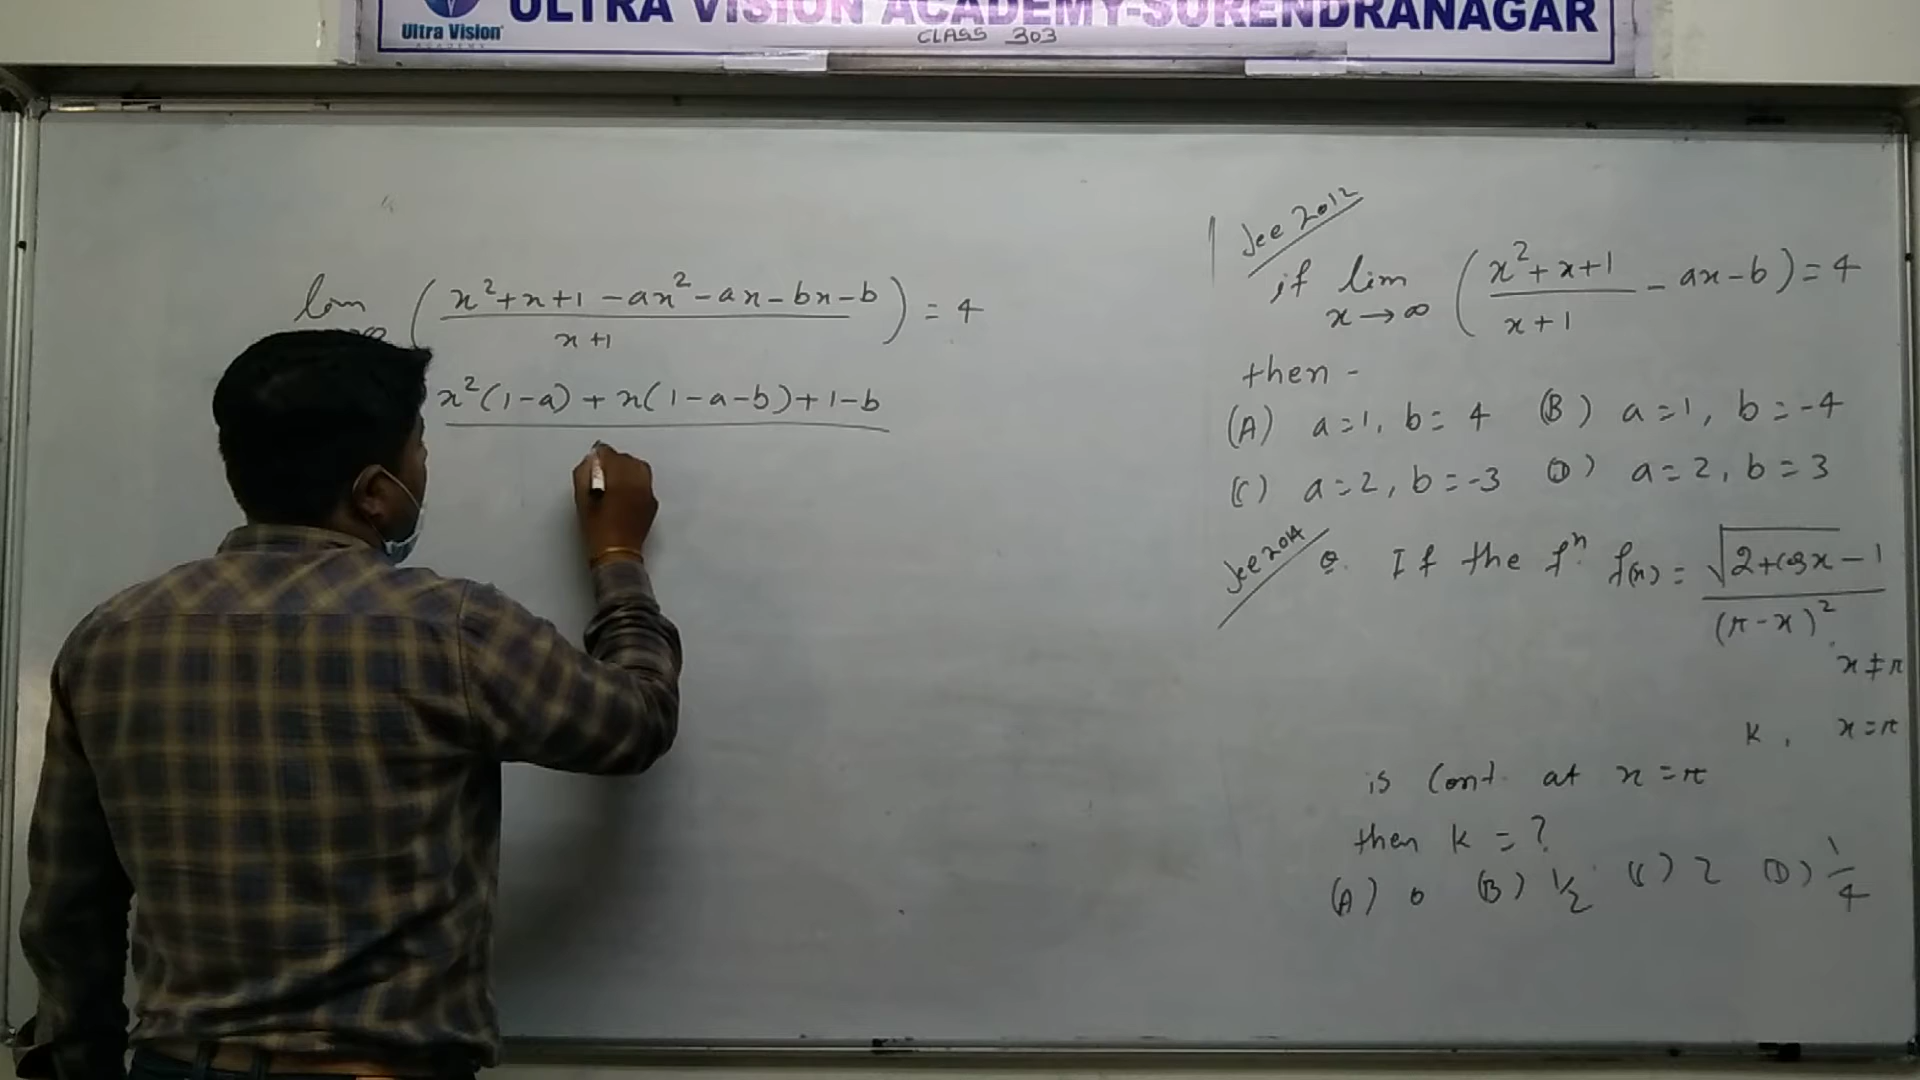 ULTRA VISION ACADEMY-SURENDRANAGAR
Ultra Vision
ACADEMY
CLASS 303
lim ( x²+x+1-ax²-ax-bx-b / x+1 ) = 4
∞
x²(1-a) + x(1-a-b) + 1-b
Jee 2012
if lim x→∞ ( x²+x+1 / x+1 - ax-b) = 4
then -
(A) a=1, b=4 (B) a=1, b=-4
(C) a=2, b=-3 (D) a=2, b=3
Jee 2014
Q. If the fⁿ f(x) = √2+cosx - 1 / (π-x)²
x≠π
k, x=π
is Cont. at x=π
then k=?
(A) 0 (B) 1/2 (C) 2 (D) 1/4